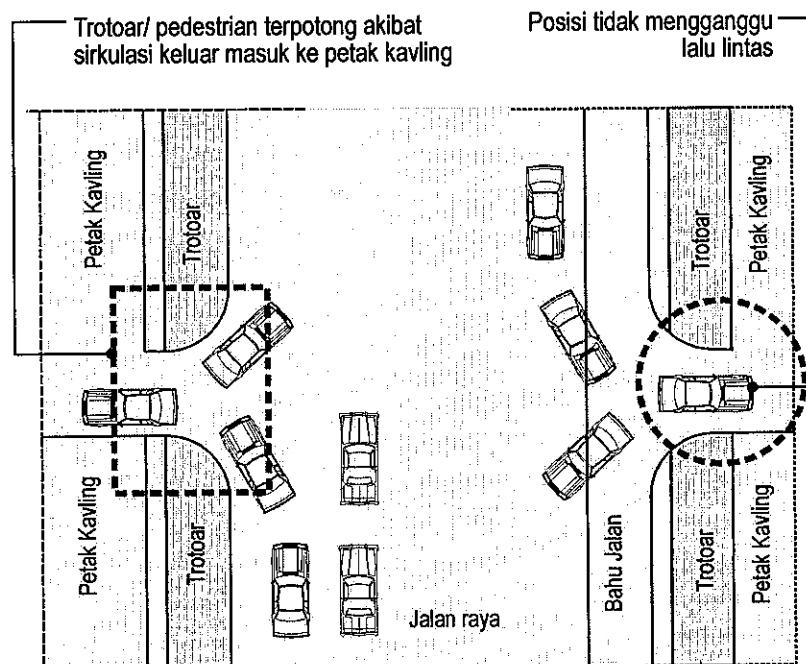 Trotoar/ pedestrian terpotong akibat
sirkulasi keluar masuk ke petak kavling
Posisi tidak mengganggu
lalu lintas
Petak Kavling
Trotoar
Trotoar
Petak Kavling
Petak Kavling
Trotoar
Jalan raya
Bahu Jalan
Trotoar
Petak Kavling